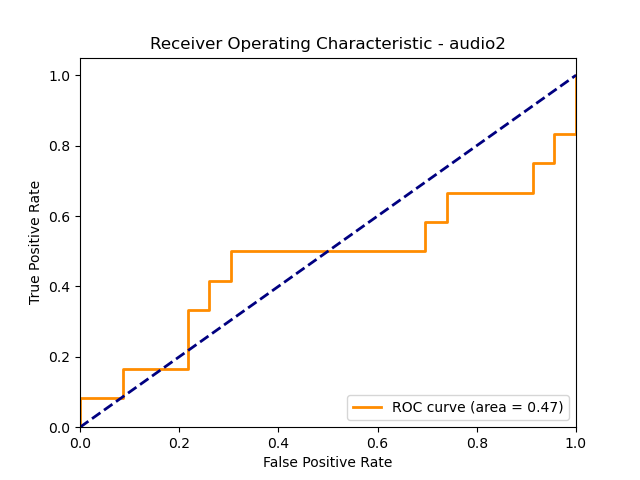 Receiver Operating Characteristic - audio2
True Positive Rate
1.0
0.8
0.6
0.4
0.2
0.0
0.0 0.2 0.4 0.6 0.8 1.0
False Positive Rate
ROC curve (area = 0.47)